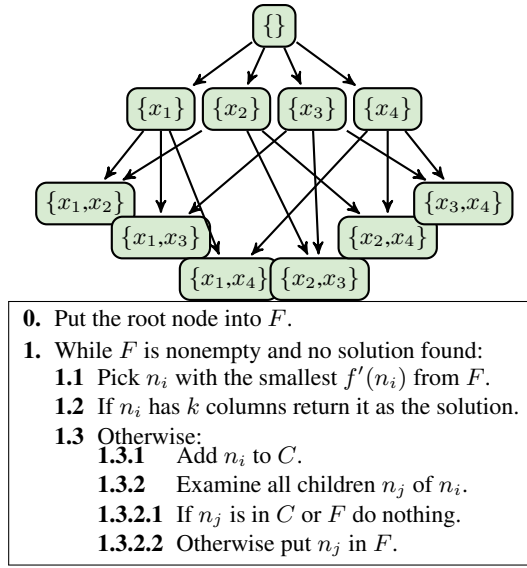 {}
{x₁} {x₂} {x₃} {x₄}
{x₁,x₂} {x₃,x₄}
{x₁,x₃} {x₂,x₄}
{x₁,x₄} {x₂,x₃}
0. Put the root node into F.
1. While F is nonempty and no solution found:
1.1 Pick nᵢ with the smallest f′(nᵢ) from F.
1.2 If nᵢ has k columns return it as the solution.
1.3 Otherwise:
1.3.1 Add nᵢ to C.
1.3.2 Examine all children nⱼ of nᵢ.
1.3.2.1 If nⱼ is in C or F do nothing.
1.3.2.2 Otherwise put nⱼ in F.